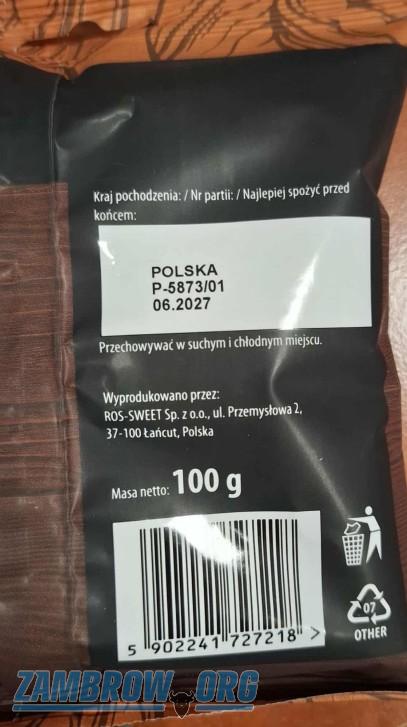 Kraj pochodzenia: / Nr partii: / Najlepiej spożyć przed
końcem:
POLSKA
P-5873/01
06.2027
Przechowywać w suchym i chłodnym miejscu.
Wyprodukowano przez:
ROS-SWEET Sp. z o.o., ul. Przemysłowa 2,
37-100 Łańcut, Polska
Masa netto: 100 g
5 902241 727218 >
07
OTHER
ZAMBROW.ORG